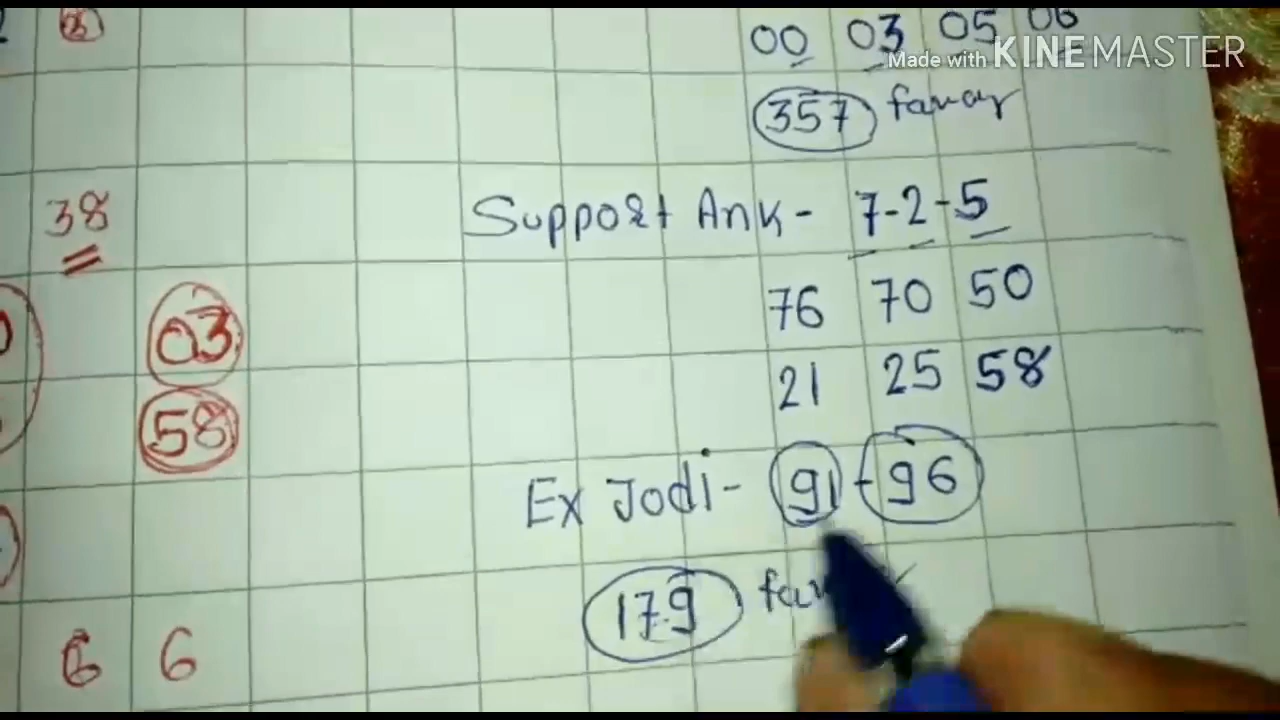 00 03 05 06
Made with KINEMASTER
357 favour
38
Support Ank - 7-2-5
03
76 70 50
58
21 25 58
Ex Jodi - 91 - 96
179
6 6